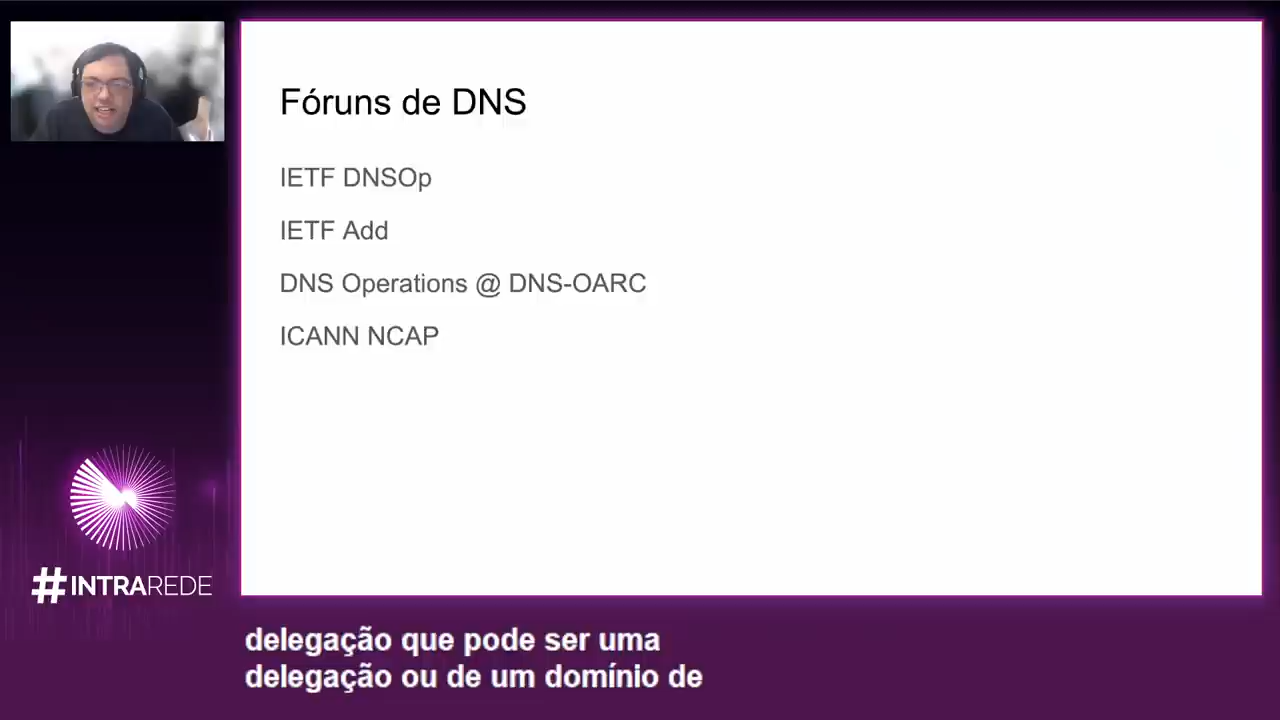 Fóruns de DNS
IETF DNSOp
IETF Add
DNS Operations @ DNS-OARC
ICANN NCAP
#INTRAREDE
delegação que pode ser uma
delegação ou de um domínio de